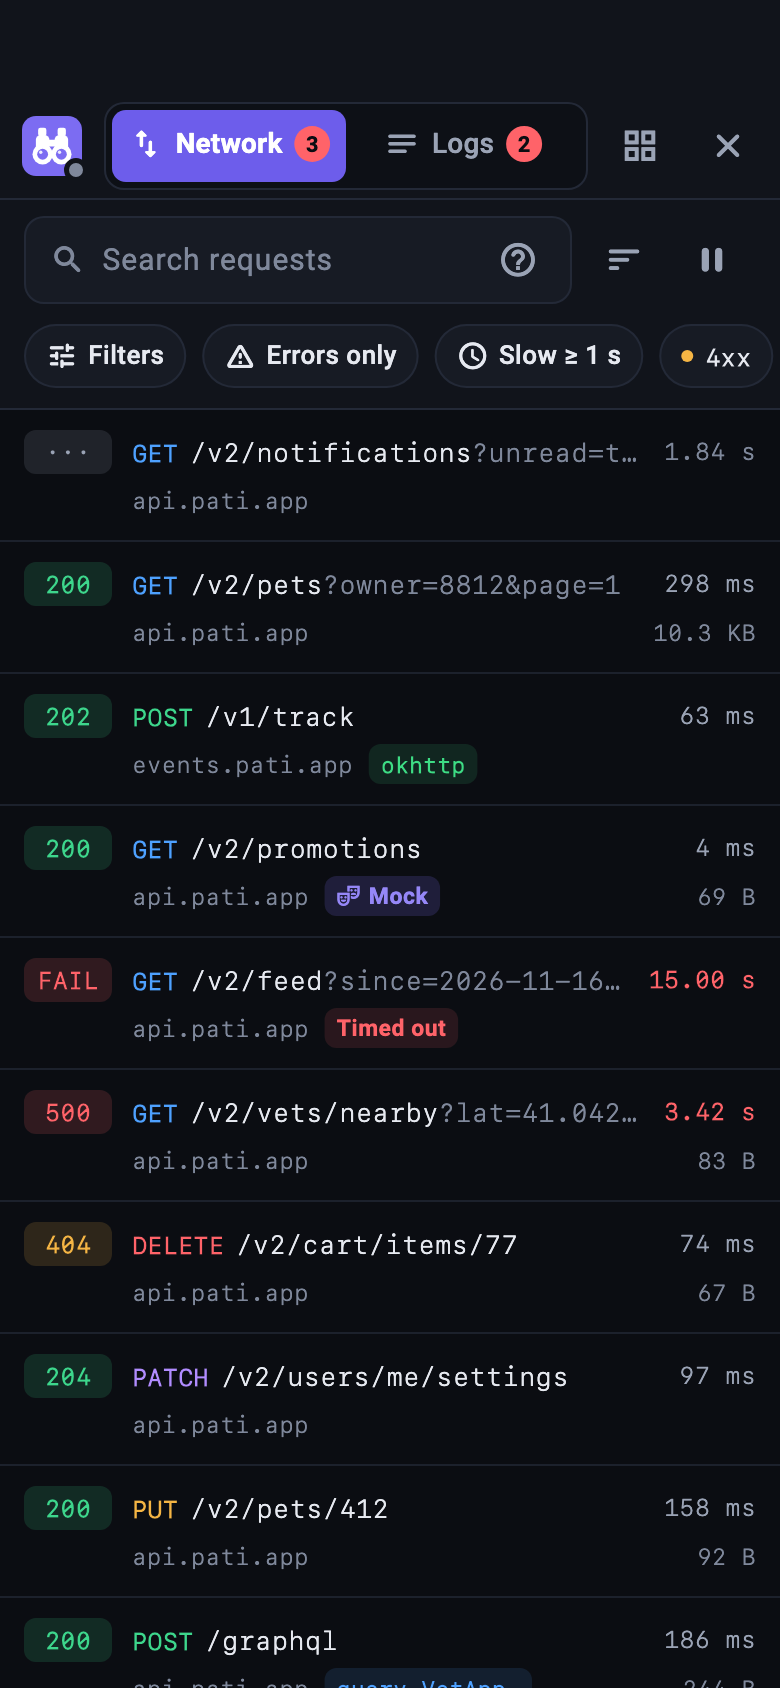 Network 3 Logs 2
Search requests
Filters Errors only Slow ≥ 1 s 4xx
··· GET /v2/notifications?unread=t… 1.84 s
api.pati.app
200 GET /v2/pets?owner=8812&page=1 298 ms
api.pati.app 10.3 KB
202 POST /v1/track 63 ms
events.pati.app okhttp
200 GET /v2/promotions 4 ms
api.pati.app Mock 69 B
FAIL GET /v2/feed?since=2026-11-16… 15.00 s
api.pati.app Timed out
500 GET /v2/vets/nearby?lat=41.042… 3.42 s
api.pati.app 83 B
404 DELETE /v2/cart/items/77 74 ms
api.pati.app 67 B
204 PATCH /v2/users/me/settings 97 ms
api.pati.app
200 PUT /v2/pets/412 158 ms
api.pati.app 92 B
200 POST /graphql 186 ms
api.pati.app query